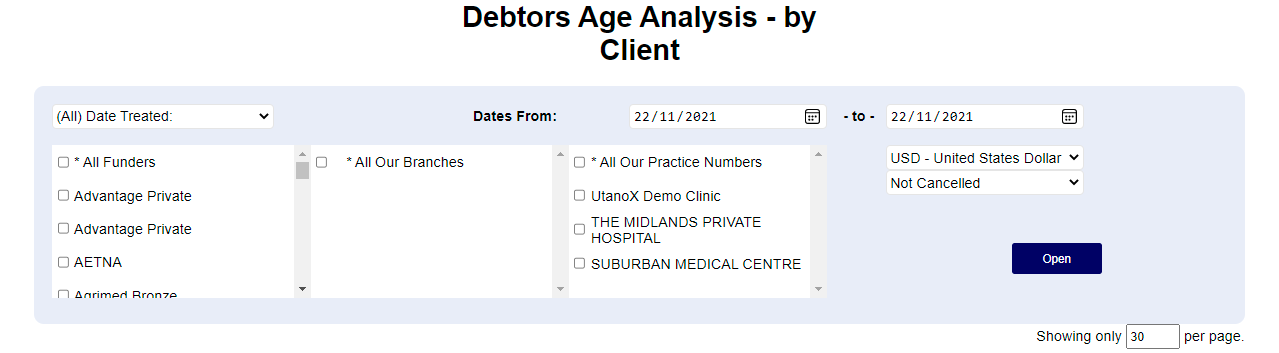 Debtors Age Analysis - by
Client
(All) Date Treated:
Dates From:
22/11/2021
- to -
22/11/2021
* All Funders
Advantage Private
Advantage Private
AETNA
Agrimed Bronze
* All Our Branches
* All Our Practice Numbers
UtanoX Demo Clinic
THE MIDLANDS PRIVATE
HOSPITAL
SUBURBAN MEDICAL CENTRE
USD - United States Dollar
Not Cancelled
Open
Showing only 30 per page.